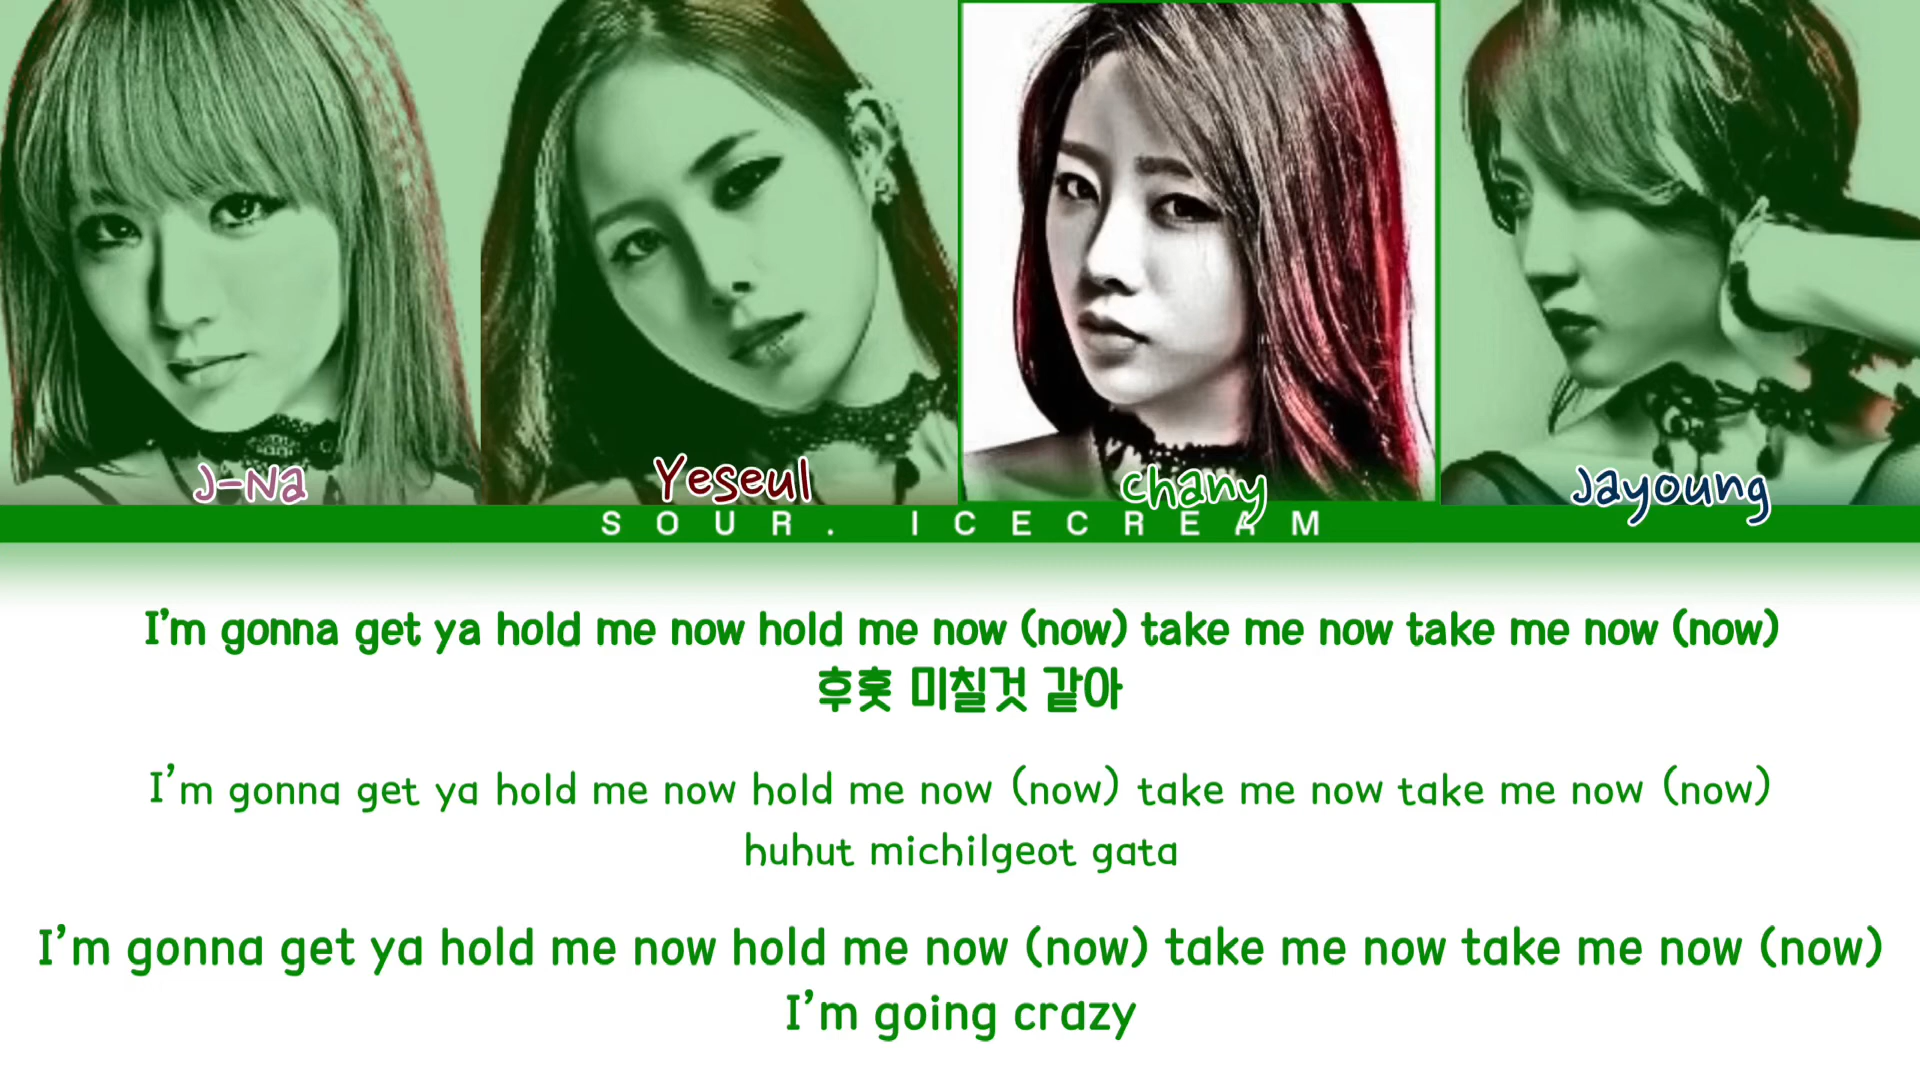 J-Na
Yeseul
chany
Jayoung
SOUR. ICECREAM
I'm gonna get ya hold me now hold me now (now) take me now take me now (now)
후훗 미칠것 같아
I'm gonna get ya hold me now hold me now (now) take me now take me now (now)
huhut michilgeot gata
I'm gonna get ya hold me now hold me now (now) take me now take me now (now)
I'm going crazy